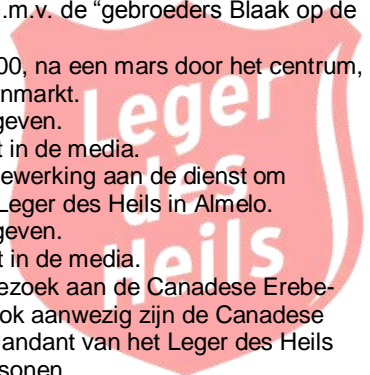 .m.v. de “gebroeders Blaak op de
00, na een mars door het centrum,
nmarkt.
geven.
t in de media.
ewerking aan de dienst om
Leger des Heils in Almelo.
geven.
t in de media.
ezoek aan de Canadese Erebe-
ok aanwezig zijn de Canadese
andant van het Leger des Heils
sonen
Leger
des
Heils